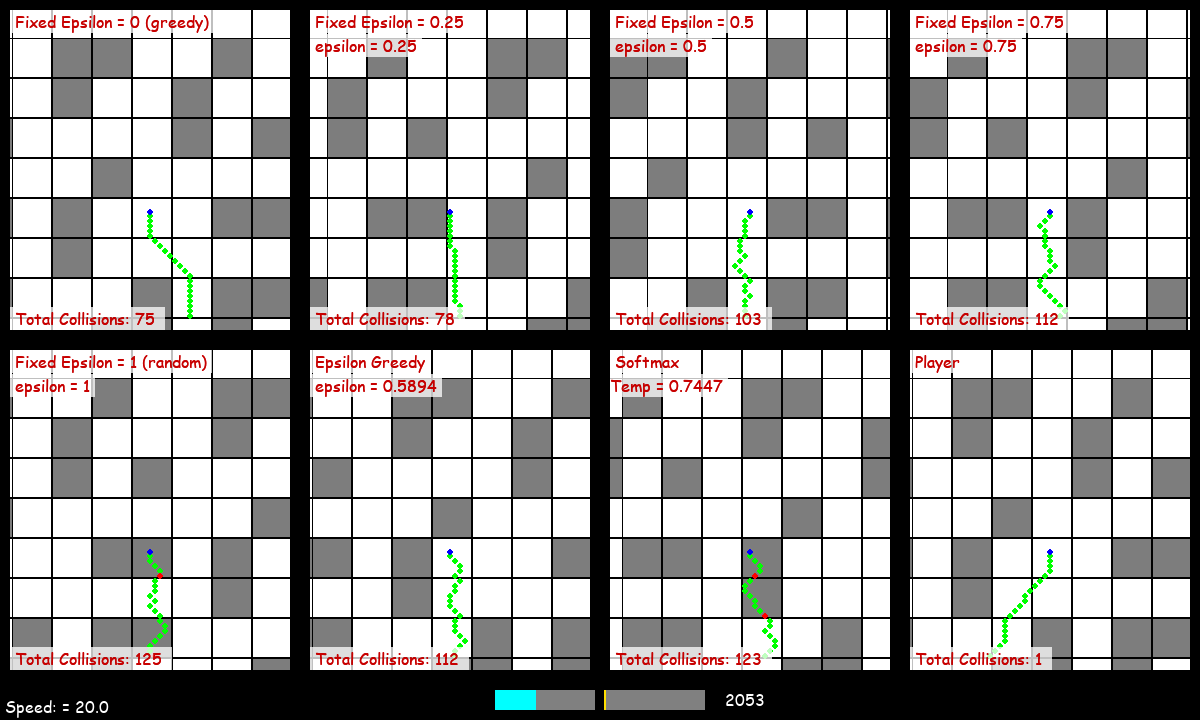 Fixed Epsilon = 0 (greedy)
Total Collisions: 75
Fixed Epsilon = 0.25
epsilon = 0.25
Total Collisions: 78
Fixed Epsilon = 0.5
epsilon = 0.5
Total Collisions: 103
Fixed Epsilon = 0.75
epsilon = 0.75
Total Collisions: 112
Fixed Epsilon = 1 (random)
epsilon = 1
Total Collisions: 125
Epsilon Greedy
epsilon = 0.5894
Total Collisions: 112
Softmax
Temp = 0.7447
Total Collisions: 123
Player
Total Collisions: 1
Speed: = 20.0
2053